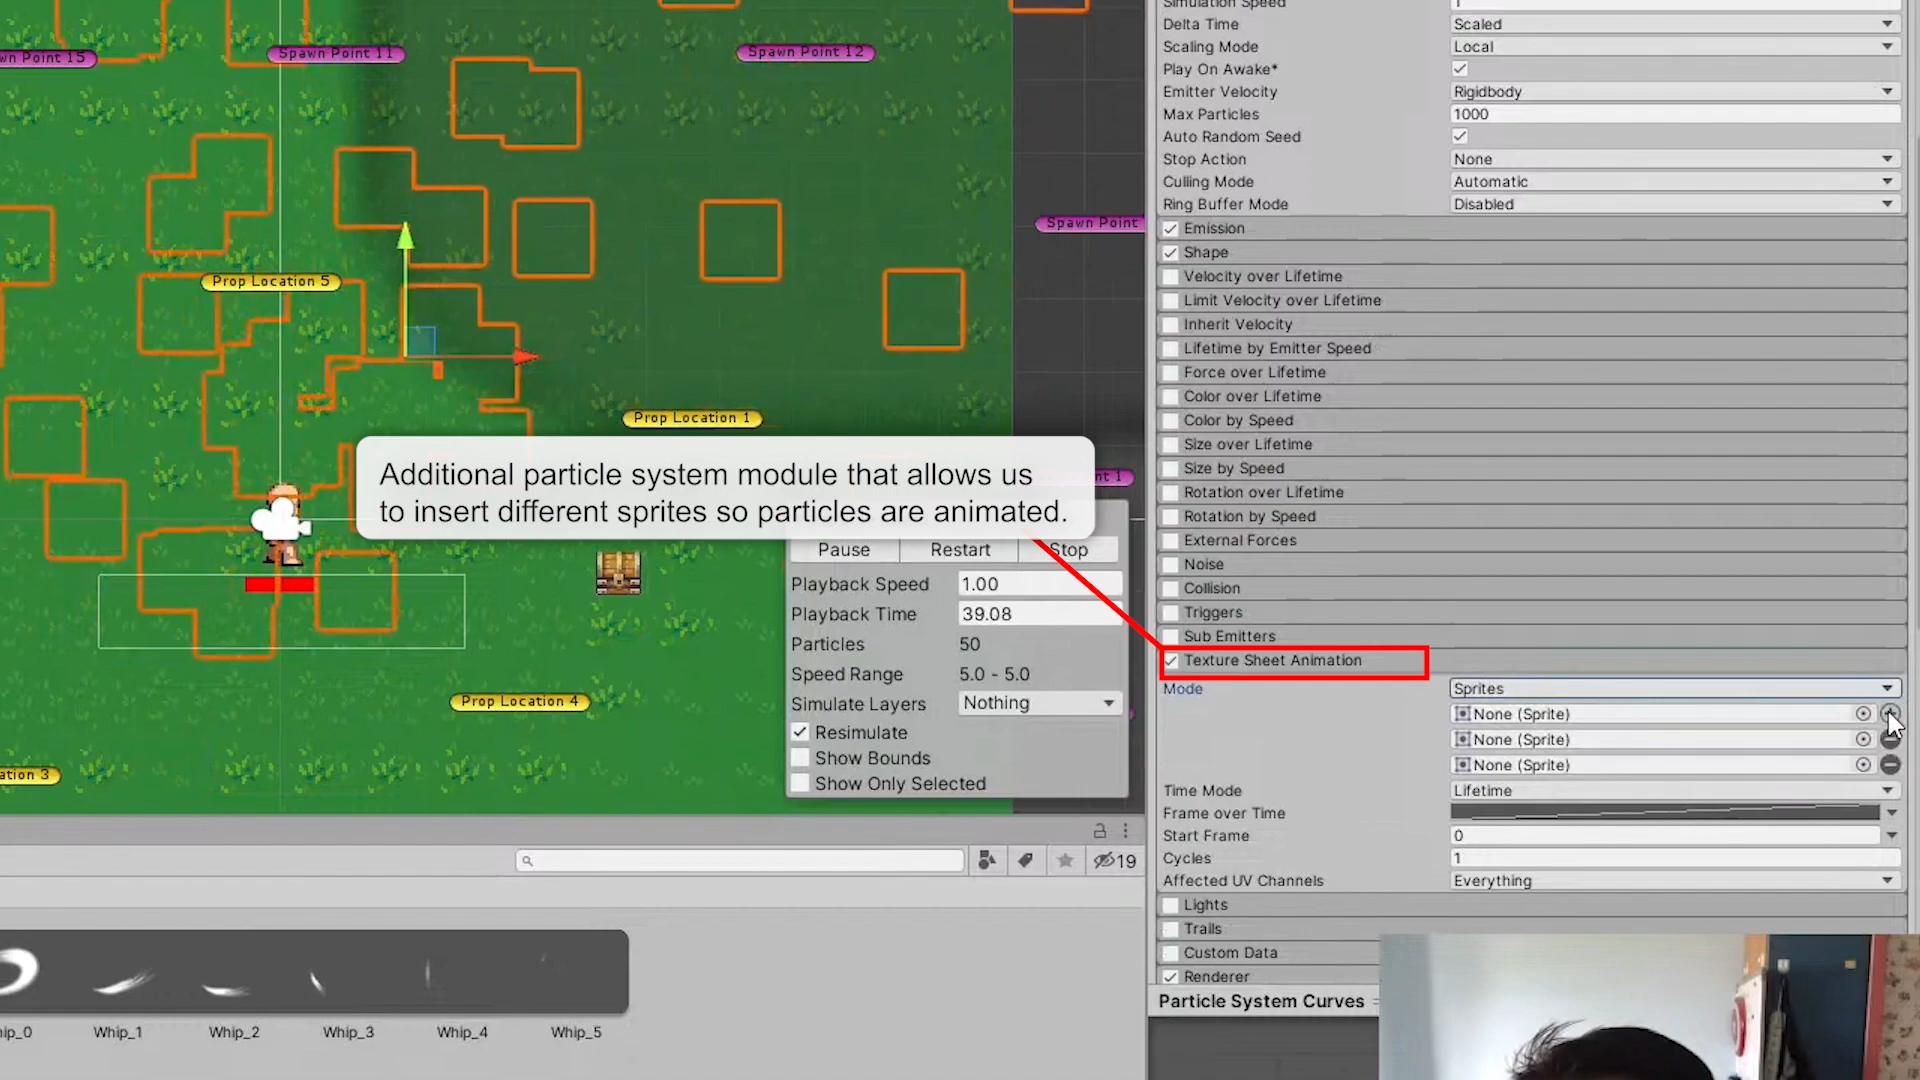 Simulation Speed
1
Delta Time
Scaled
Scaling Mode
Local
Play On Awake*
Emitter Velocity
Rigidbody
Max Particles
1000
Auto Random Seed
Stop Action
None
Culling Mode
Automatic
Ring Buffer Mode
Disabled
Emission
Shape
Velocity over Lifetime
Limit Velocity over Lifetime
Inherit Velocity
Lifetime by Emitter Speed
Force over Lifetime
Color over Lifetime
Color by Speed
Size over Lifetime
Size by Speed
Rotation over Lifetime
Rotation by Speed
External Forces
Noise
Collision
Triggers
Sub Emitters
Texture Sheet Animation
Mode
Sprites
None (Sprite)
None (Sprite)
None (Sprite)
Time Mode
Lifetime
Frame over Time
Start Frame
0
Cycles
1
Affected UV Channels
Everything
Lights
Trails
Custom Data
Renderer
Particle System Curves
wn Point 15
Spawn Point 11
Spawn Point 12
Spawn Point
Prop Location 5
Prop Location 1
Additional particle system module that allows us
to insert different sprites so particles are animated.
int 1
Pause
Restart
Stop
Playback Speed
1.00
Playback Time
39.08
Particles
50
Speed Range
5.0 - 5.0
Simulate Layers
Nothing
Resimulate
Show Bounds
Show Only Selected
Prop Location 4
ation 3
19
hip_0
Whip_1
Whip_2
Whip_3
Whip_4
Whip_5